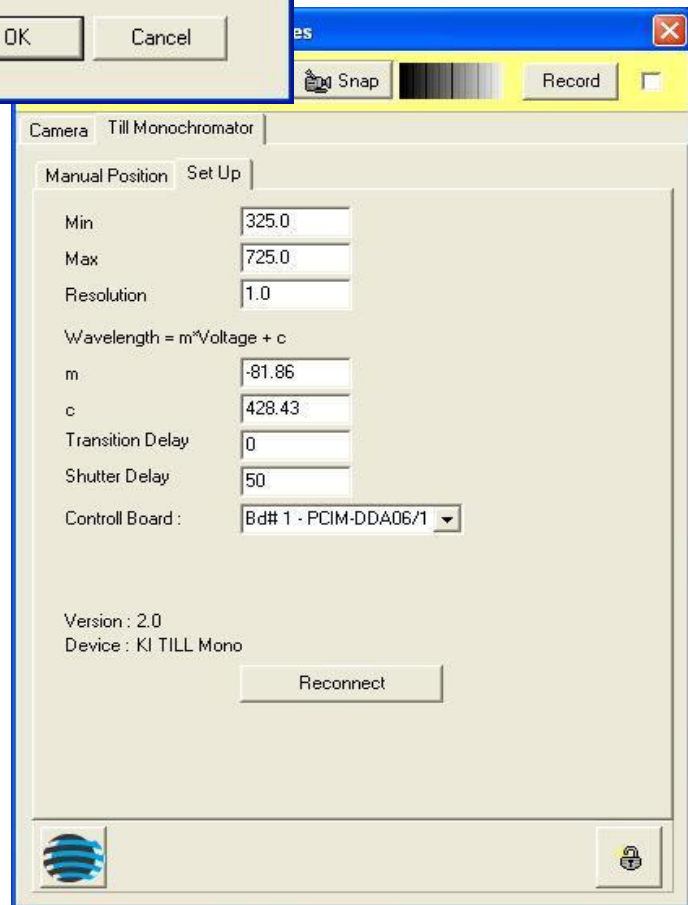 OK Cancel
es
Snap Record
Camera Till Monochromator
Manual Position Set Up
Min 325.0
Max 725.0
Resolution 1.0
Wavelength = m*Voltage + c
m -81.86
c 428.43
Transition Delay 0
Shutter Delay 50
Controll Board : Bd# 1 - PCIM-DDA06/1
Version : 2.0
Device : KI TILL Mono
Reconnect